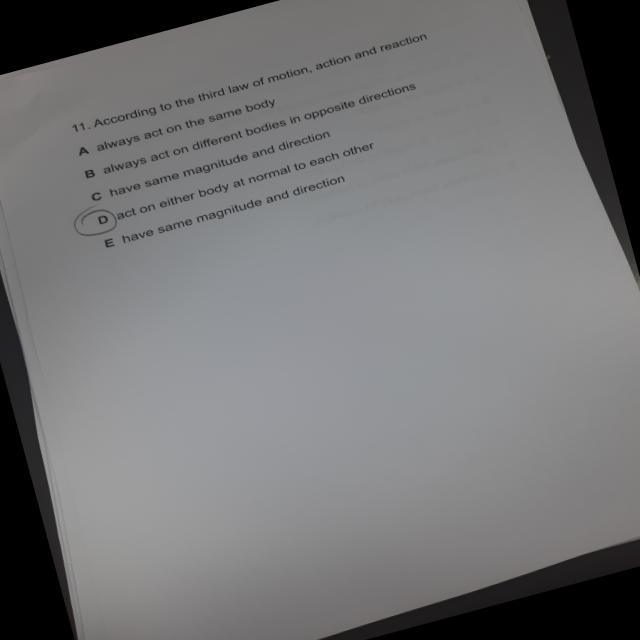 11. According to the third law of motion, action and reaction
A always act on the same body
B always act on different bodies in opposite directions
C have same magnitude and direction
D act on either body at normal to each other
E have same magnitude and direction